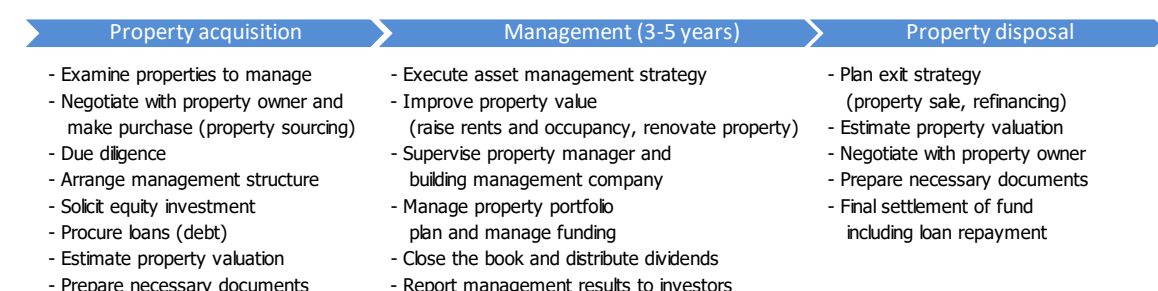 Property acquisition
- Examine properties to manage
- Negotiate with property owner and
make purchase (property sourcing)
- Due diligence
- Arrange management structure
- Solicit equity investment
- Procure loans (debt)
- Estimate property valuation
- Prepare necessary documents
Management (3-5 years)
- Execute asset management strategy
- Improve property value
(raise rents and occupancy, renovate property)
- Supervise property manager and
building management company
- Manage property portfolio
plan and manage funding
- Close the book and distribute dividends
- Report management results to investors
Property disposal
- Plan exit strategy
(property sale, refinancing)
- Estimate property valuation
- Negotiate with property owner
- Prepare necessary documents
- Final settlement of fund
including loan repayment